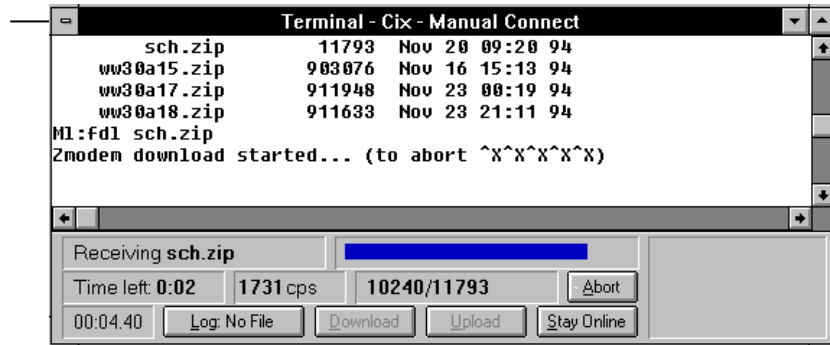 Terminal - Cix - Manual Connect
sch.zip 11793 Nov 20 09:20 94
ww30a15.zip 903076 Nov 16 15:13 94
ww30a17.zip 911948 Nov 23 00:19 94
ww30a18.zip 911633 Nov 23 21:11 94
Ml:fdl sch.zip
Zmodem download started... (to abort ^X^X^X^X^X)
Receiving sch.zip
Time left: 0:02 1731 cps 10240/11793 Abort
00:04.40 Log: No File Download Upload Stay Online